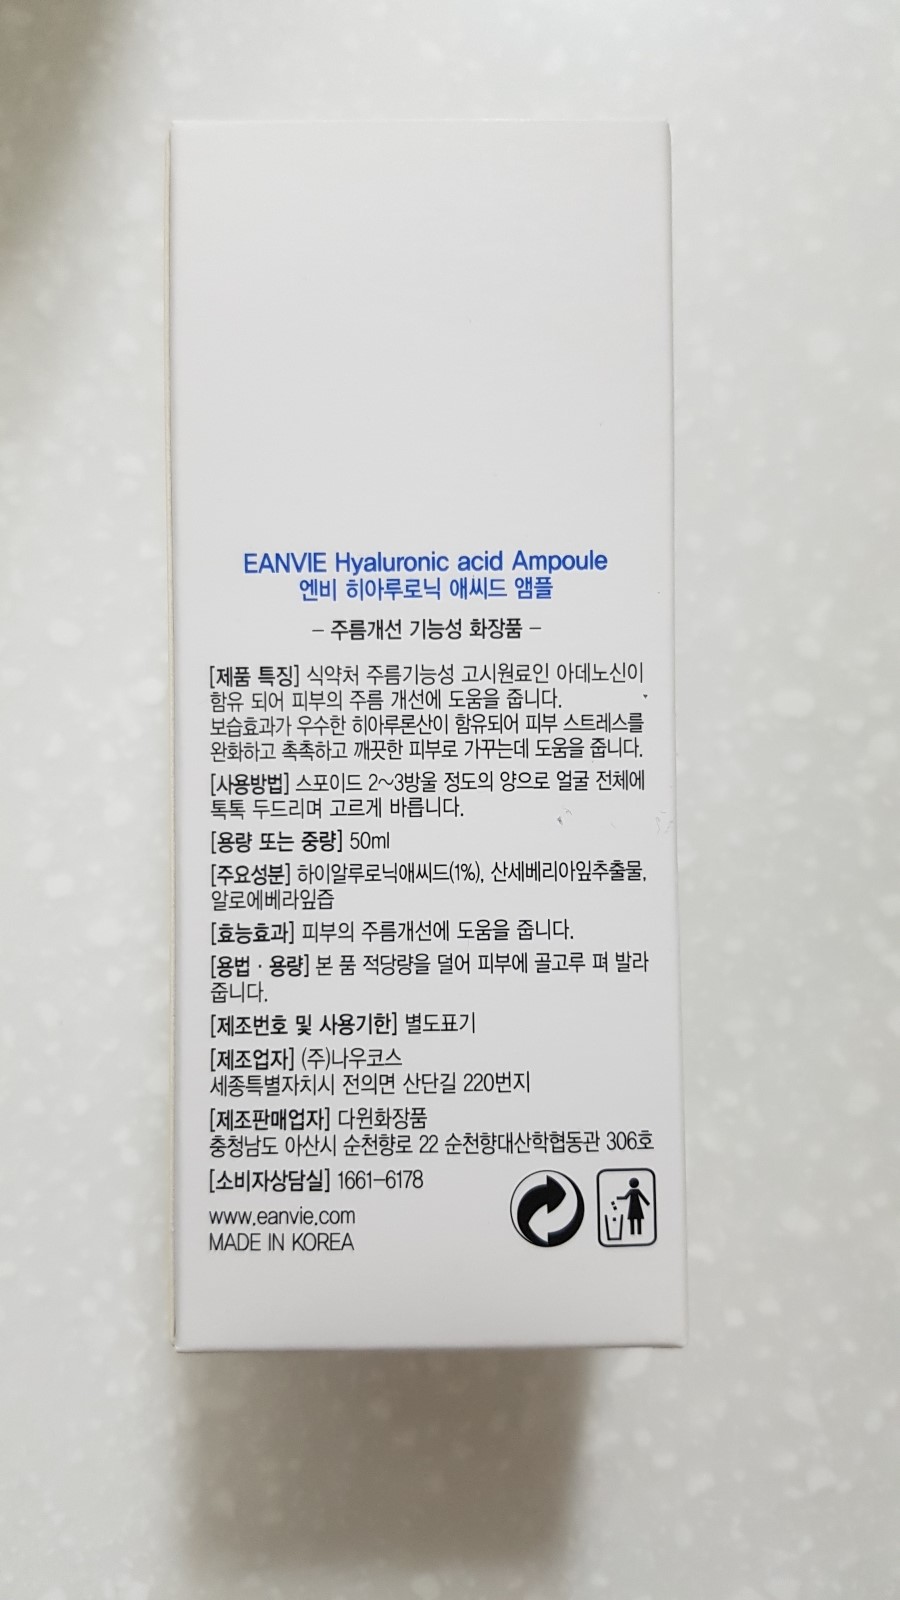 EANVIE Hyaluronic acid Ampoule
엔비 히아루로닉 애씨드 앰플
– 주름개선 기능성 화장품 –
[제품 특징] 식약처 주름기능성 고시원료인 아데노신이
함유 되어 피부의 주름 개선에 도움을 줍니다.
보습효과가 우수한 히아루론산이 함유되어 피부 스트레스를
완화하고 촉촉하고 깨끗한 피부로 가꾸는데 도움을 줍니다.
[사용방법] 스포이드 2~3방울 정도의 양으로 얼굴 전체에
톡톡 두드리며 고르게 바릅니다.
[용량 또는 중량] 50ml
[주요성분] 하이알루로닉애씨드(1%), 산세베리아잎추출물,
알로에베라잎즙
[효능효과] 피부의 주름개선에 도움을 줍니다.
[용법 · 용량] 본 품 적당량을 덜어 피부에 골고루 펴 발라
줍니다.
[제조번호 및 사용기한] 별도표기
[제조업자] (주)나우코스
세종특별자치시 전의면 산단길 220번지
[제조판매업자] 다윈화장품
충청남도 아산시 순천향로 22 순천향대산학협동관 306호
[소비자상담실] 1661-6178
www.eanvie.com
MADE IN KOREA